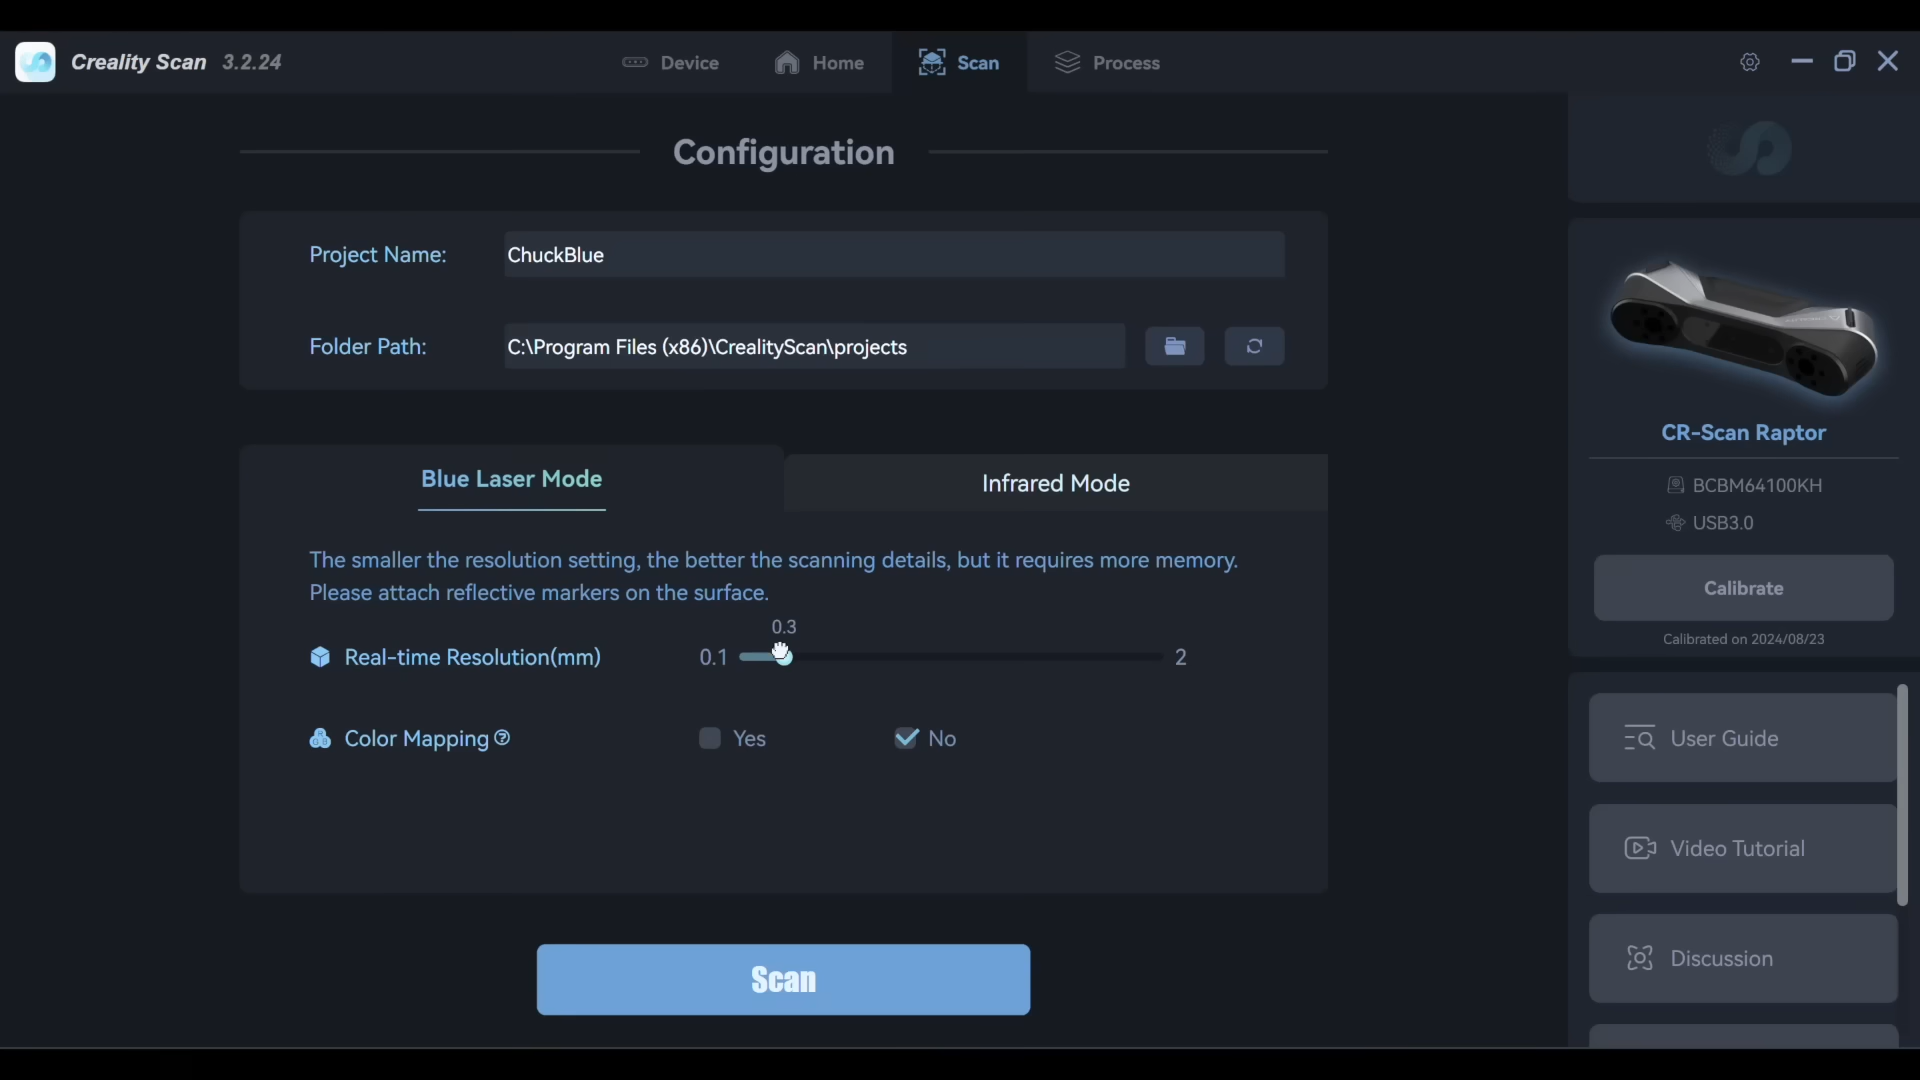 Creality Scan 3.2.24
Device
Home
Scan
Process
Configuration
Project Name:
ChuckBlue
Folder Path:
C:\Program Files (x86)\CrealityScan\projects
Blue Laser Mode
Infrared Mode
The smaller the resolution setting, the better the scanning details, but it requires more memory.
Please attach reflective markers on the surface.
0.3
Real-time Resolution(mm)
0.1
2
Color Mapping
Yes
No
Scan
CR-Scan Raptor
BCBM64100KH
USB3.0
Calibrate
Calibrated on 2024/08/23
User Guide
Video Tutorial
Discussion